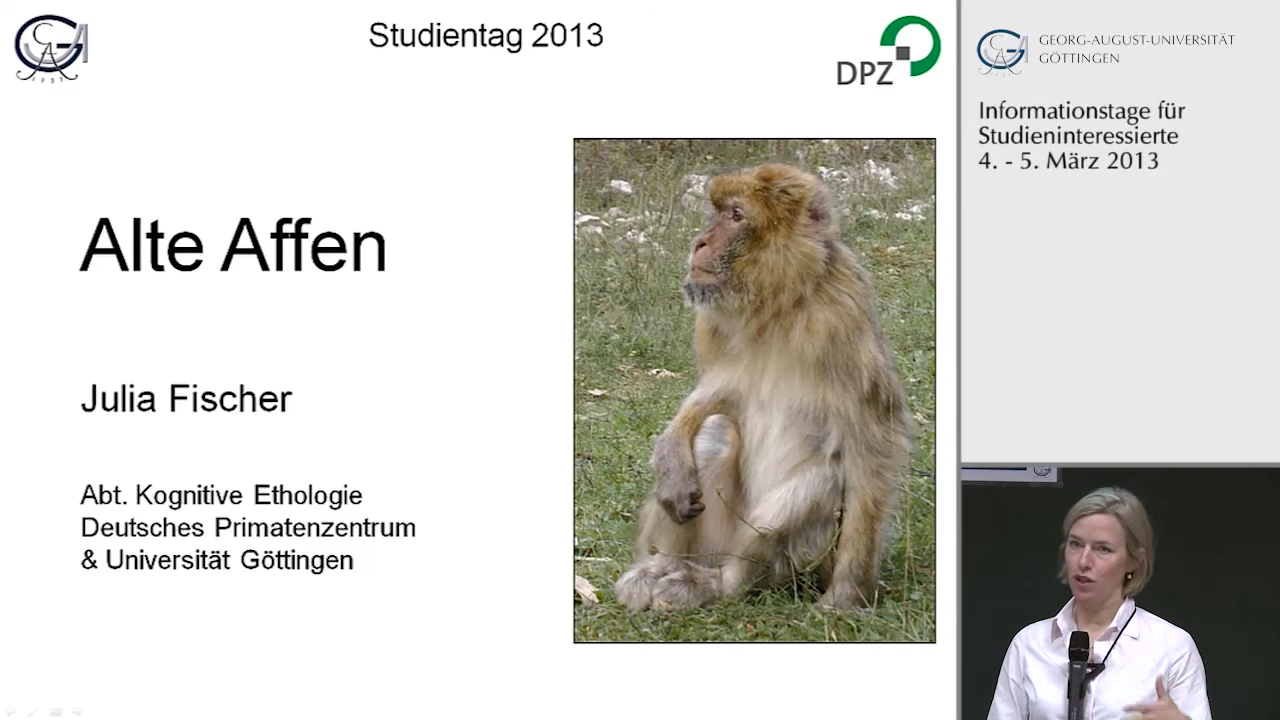 Studientag 2013
DPZ
Alte Affen
Julia Fischer
Abt. Kognitive Ethologie
Deutsches Primatenzentrum
& Universität Göttingen
GEORG-AUGUST-UNIVERSITÄT
GÖTTINGEN
Informationstage für
Studieninteressierte
4. - 5. März 2013